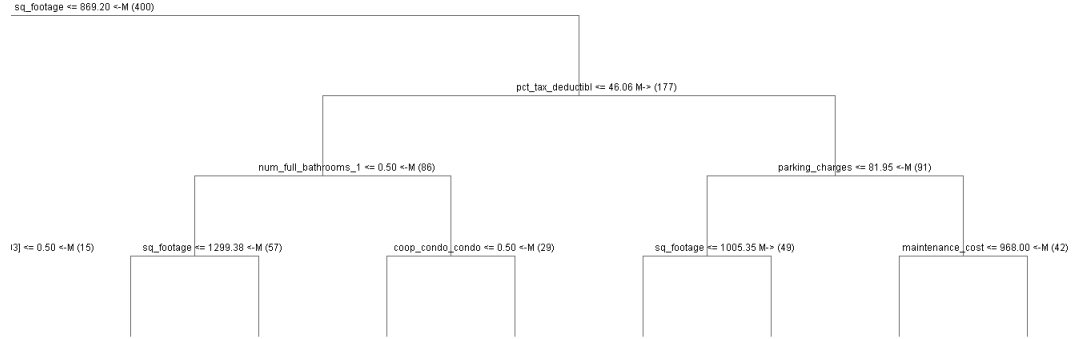 sq_footage <= 869.20 <-M (400)
pct_tax_deductibl <= 46.06 M-> (177)
num_full_bathrooms_1 <= 0.50 <-M (86)
parking_charges <= 81.95 <-M (91)
)3] <= 0.50 <-M (15)
sq_footage <= 1299.38 <-M (57)
coop_condo_condo <= 0.50 <-M (29)
sq_footage <= 1005.35 M-> (49)
maintenance_cost <= 968.00 <-M (42)